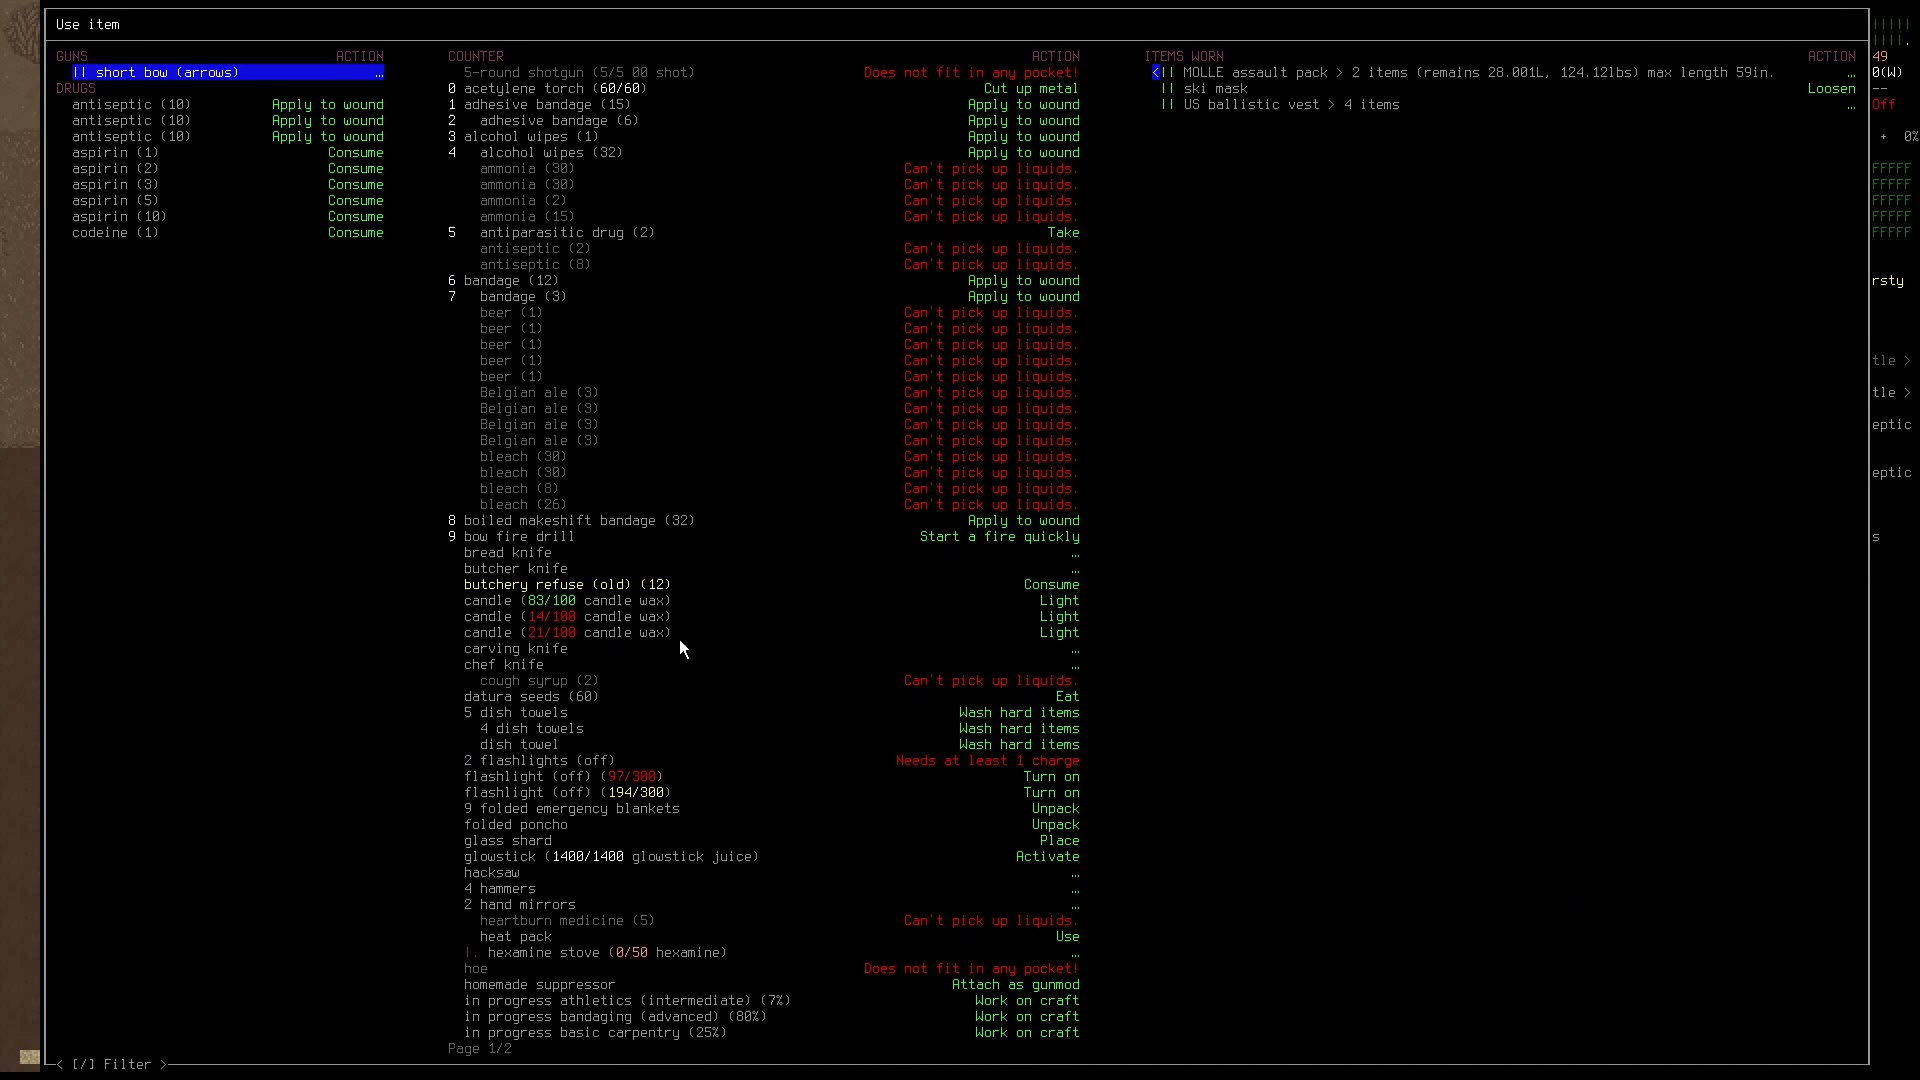 Use item
GUNS ACTION
|| short bow (arrows) …
DRUGS
antiseptic (10) Apply to wound
antiseptic (10) Apply to wound
antiseptic (10) Apply to wound
aspirin (1) Consume
aspirin (2) Consume
aspirin (3) Consume
aspirin (5) Consume
aspirin (10) Consume
codeine (1) Consume
COUNTER ACTION
5-round shotgun (5/5 00 shot) Does not fit in any pocket!
0 acetylene torch (60/60) Cut up metal
1 adhesive bandage (15) Apply to wound
2 adhesive bandage (6) Apply to wound
3 alcohol wipes (1) Apply to wound
4 alcohol wipes (32) Apply to wound
ammonia (30) Can't pick up liquids.
ammonia (30) Can't pick up liquids.
ammonia (2) Can't pick up liquids.
ammonia (15) Can't pick up liquids.
5 antiparasitic drug (2) Take
antiseptic (2) Can't pick up liquids.
antiseptic (8) Can't pick up liquids.
6 bandage (12) Apply to wound
7 bandage (3) Apply to wound
beer (1) Can't pick up liquids.
beer (1) Can't pick up liquids.
beer (1) Can't pick up liquids.
beer (1) Can't pick up liquids.
beer (1) Can't pick up liquids.
Belgian ale (3) Can't pick up liquids.
Belgian ale (3) Can't pick up liquids.
Belgian ale (3) Can't pick up liquids.
Belgian ale (3) Can't pick up liquids.
bleach (30) Can't pick up liquids.
bleach (30) Can't pick up liquids.
bleach (8) Can't pick up liquids.
bleach (26) Can't pick up liquids.
8 boiled makeshift bandage (32) Apply to wound
9 bow fire drill Start a fire quickly
bread knife …
butcher knife …
butchery refuse (old) (12) Consume
candle (83/100 candle wax) Light
candle (14/100 candle wax) Light
candle (21/100 candle wax) Light
carving knife …
chef knife …
cough syrup (2) Can't pick up liquids.
datura seeds (60) Eat
5 dish towels Wash hard items
4 dish towels Wash hard items
dish towel Wash hard items
2 flashlights (off) Needs at least 1 charge
flashlight (off) (97/300) Turn on
flashlight (off) (194/300) Turn on
9 folded emergency blankets Unpack
folded poncho Unpack
glass shard Place
glowstick (1400/1400 glowstick juice) Activate
hacksaw …
4 hammers …
2 hand mirrors …
heartburn medicine (5) Can't pick up liquids.
heat pack Use
|. hexamine stove (0/50 hexamine) …
hoe Does not fit in any pocket!
homemade suppressor Attach as gunmod
in progress athletics (intermediate) (7%) Work on craft
in progress bandaging (advanced) (80%) Work on craft
in progress basic carpentry (25%) Work on craft
Page 1/2
ITEMS WORN ACTION
<|| MOLLE assault pack > 2 items (remains 28.001L, 124.12lbs) max length 59in. …
|| ski mask Loosen
|| US ballistic vest > 4 items …
|||||
||||.
49
0(W)
--
Off
+ 0%
FFFFF
FFFFF
FFFFF
FFFFF
FFFFF
rsty
tle >
tle >
eptic
eptic
s
< [/] Filter >